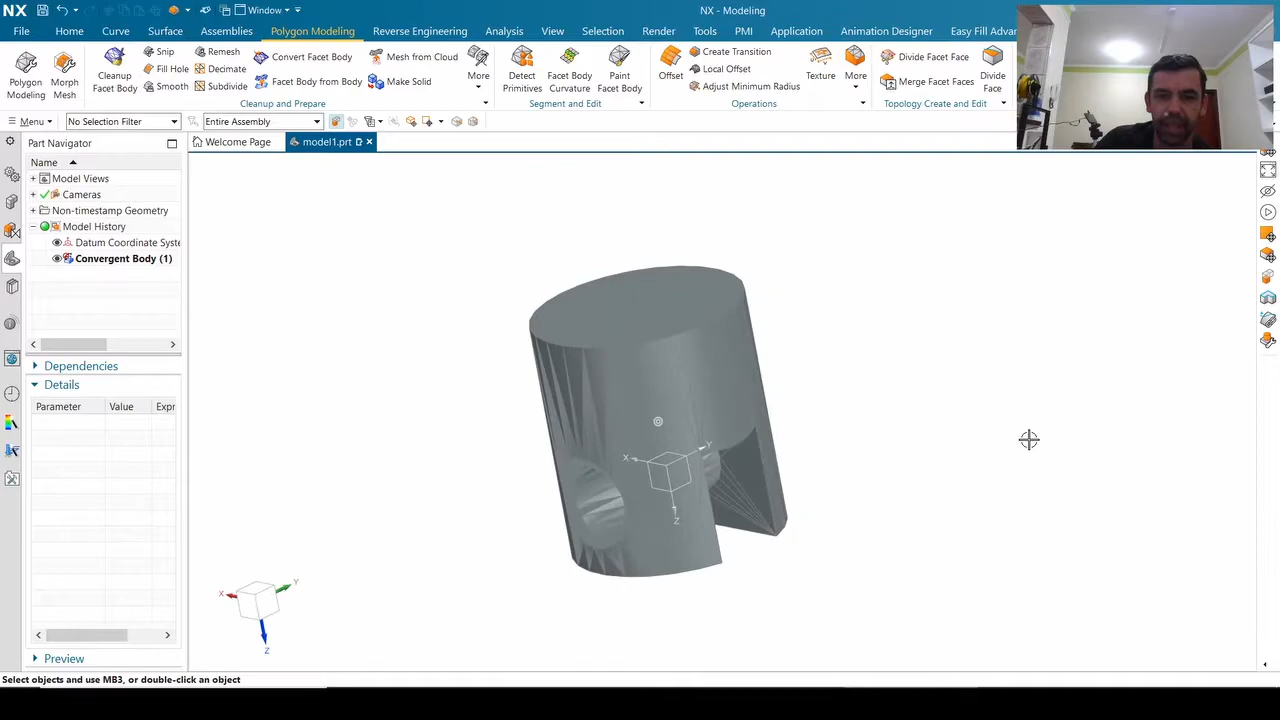 NX Window NX - Modeling
File Home Curve Surface Assemblies Polygon Modeling Reverse Engineering Analysis View Selection Render Tools PMI Application Animation Designer Easy Fill Advan
Polygon Modeling
Morph Mesh
Cleanup Facet Body
Snip
Fill Hole
Smooth
Remesh
Decimate
Subdivide
Convert Facet Body
Facet Body from Body
Mesh from Cloud
Make Solid
More
Cleanup and Prepare
Detect Primitives
Facet Body Curvature
Paint Facet Body
Segment and Edit
Offset
Create Transition
Local Offset
Adjust Minimum Radius
Texture
More
Operations
Divide Facet Face
Merge Facet Faces
Divide Face
Topology Create and Edit
Menu No Selection Filter Entire Assembly
Part Navigator
Welcome Page model1.prt
Name
Model Views
Cameras
Non-timestamp Geometry
Model History
Datum Coordinate Syste
Convergent Body (1)
Dependencies
Details
Parameter Value Expr
Preview
X Y Z
X Y Z
Select objects and use MB3, or double-click an object